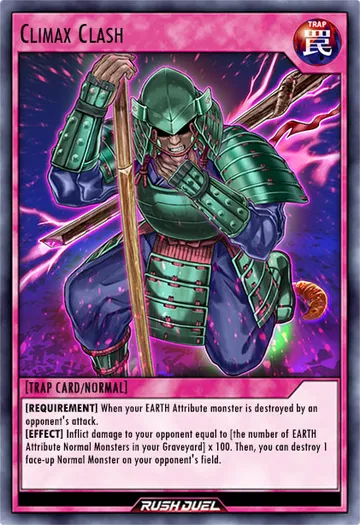 CLIMAX CLASH
TRAP
罠
[TRAP CARD/NORMAL]
[REQUIREMENT] When your EARTH Attribute monster is destroyed by an
opponent's attack.
[EFFECT] Inflict damage to your opponent equal to [the number of EARTH
Attribute Normal Monsters in your Graveyard] x 100. Then, you can destroy 1
face-up Normal Monster on your opponent's field.
RUSH DUEL